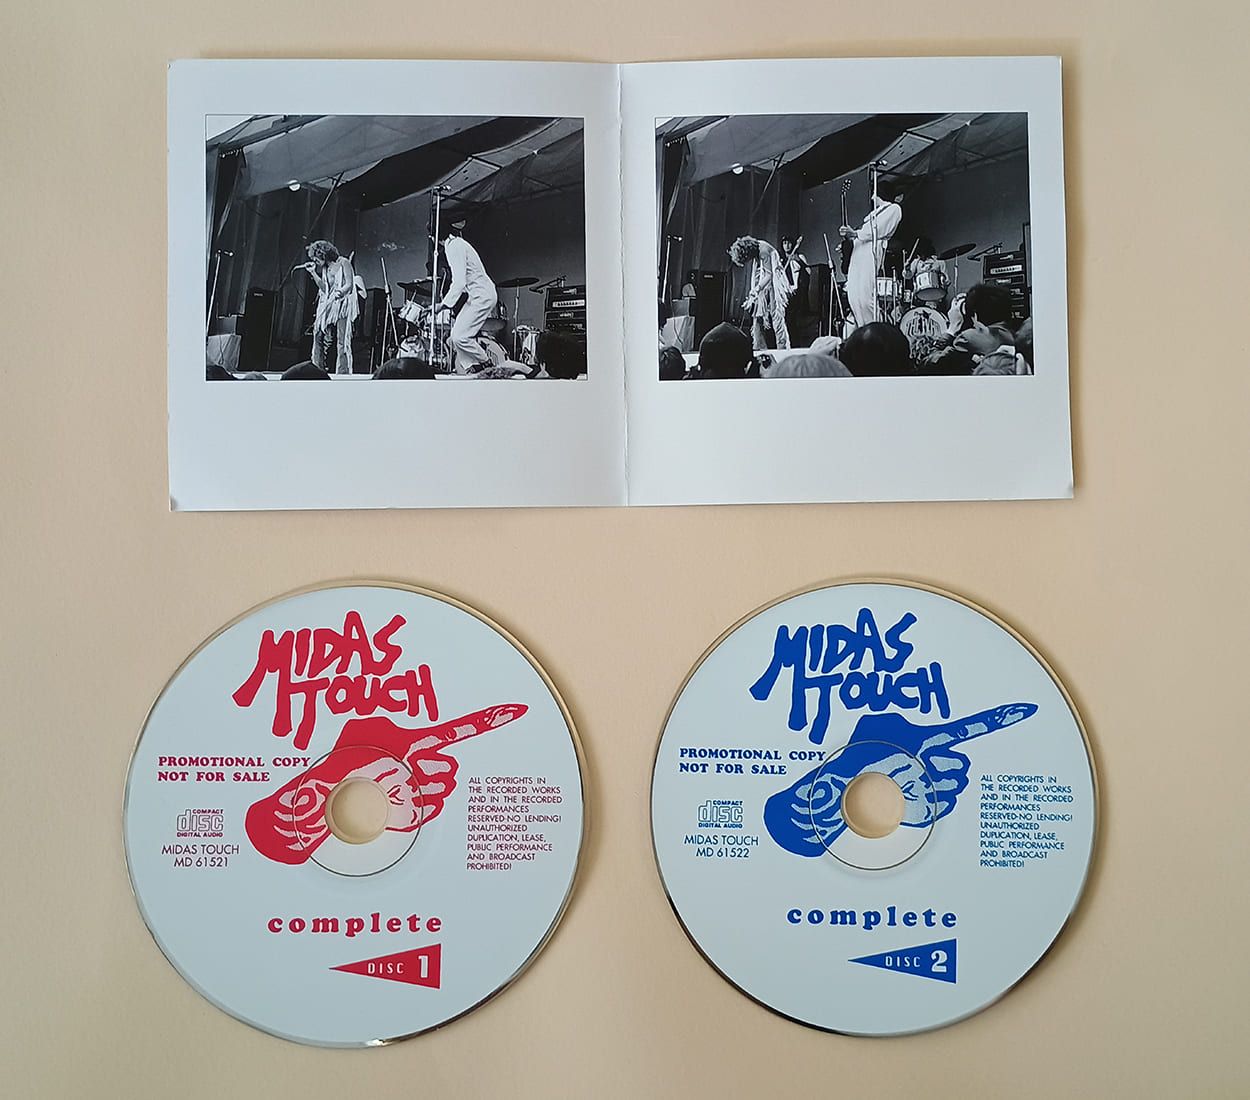 MIDAS
TOUCH
PROMOTIONAL COPY
NOT FOR SALE
COMPACT
disc
DIGITAL AUDIO
MIDAS TOUCH
MD 61521
ALL COPYRIGHTS IN
THE RECORDED WORKS
AND IN THE RECORDED
PERFORMANCES
RESERVED-NO LENDING!
UNAUTHORIZED
DUPLICATION, LEASE,
PUBLIC PERFORMANCE
AND BROADCAST
PROHIBITED!
complete
DISC 1
MIDAS
TOUCH
PROMOTIONAL COPY
NOT FOR SALE
COMPACT
disc
DIGITAL AUDIO
MIDAS TOUCH
MD 61522
ALL COPYRIGHTS IN
THE RECORDED WORKS
AND IN THE RECORDED
PERFORMANCES
RESERVED-NO LENDING!
UNAUTHORIZED
DUPLICATION, LEASE,
PUBLIC PERFORMANCE
AND BROADCAST
PROHIBITED!
complete
DISC 2